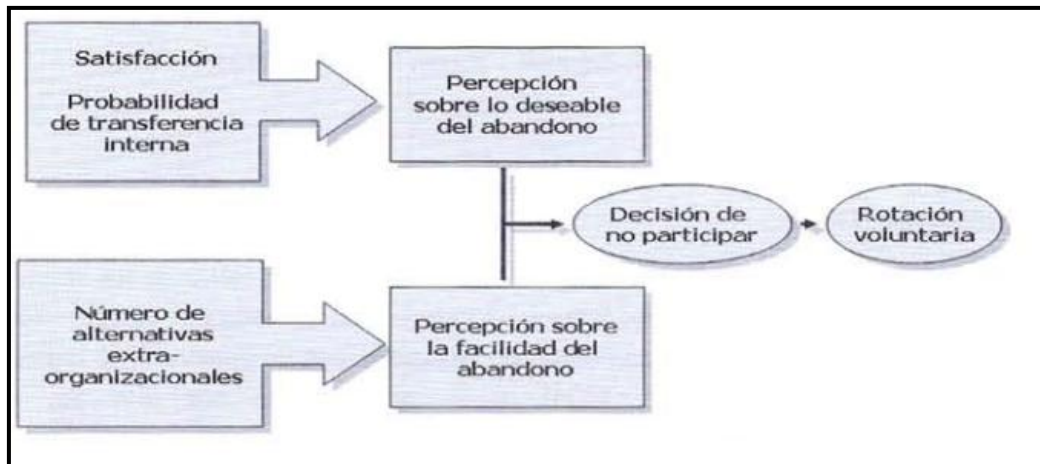 Satisfacción
Probabilidad
de transferencia
interna
Percepción
sobre lo deseable
del abandono
Decisión de
no participar
Rotación
voluntaria
Número de
alternativas
extra-
organizacionales
Percepción sobre
la facilidad del
abandono